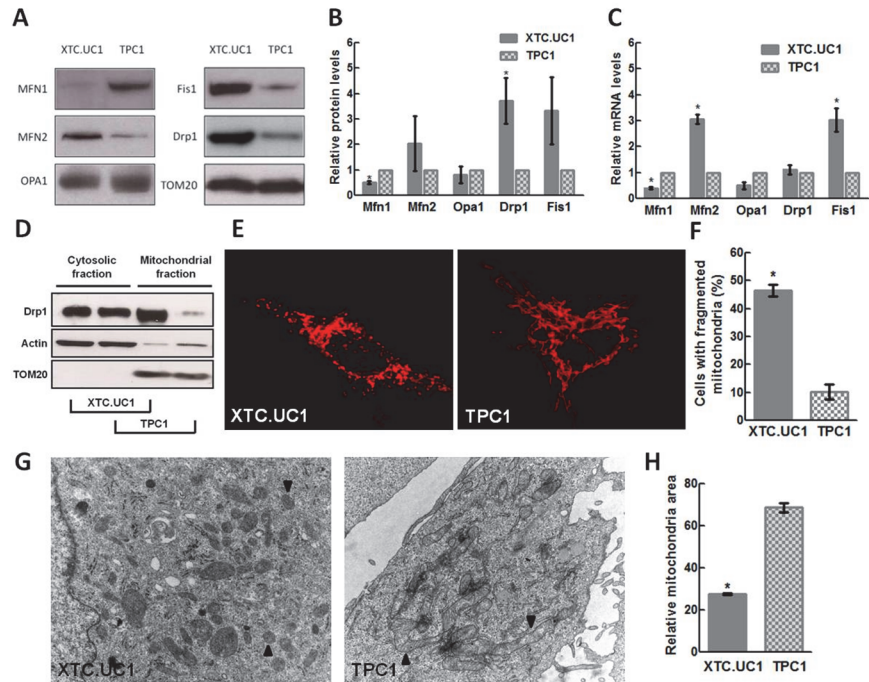 A
XTC.UC1 TPC1
MFN1
MFN2
OPA1
XTC.UC1 TPC1
Fis1
Drp1
TOM20
B
Relative protein levels
6
5
4
3
2
1
0
XTC.UC1
TPC1
*
*
Mfn1 Mfn2 Opa1 Drp1 Fis1
C
Relative mRNA levels
6
5
4
3
2
1
0
XTC.UC1
TPC1
*
*
*
Mfn1 Mfn2 Opa1 Drp1 Fis1
D
Cytosolic Mitochondrial
fraction fraction
Drp1
Actin
TOM20
XTC.UC1
TPC1
E
XTC.UC1
TPC1
F
Cells with fragmented
miitochondria (%)
60
50
40
30
20
10
0
*
XTC.UC1 TPC1
G
XTC.UC1
TPC1
H
Relative mitochondria area
80
60
40
20
0
*
XTC.UC1 TPC1